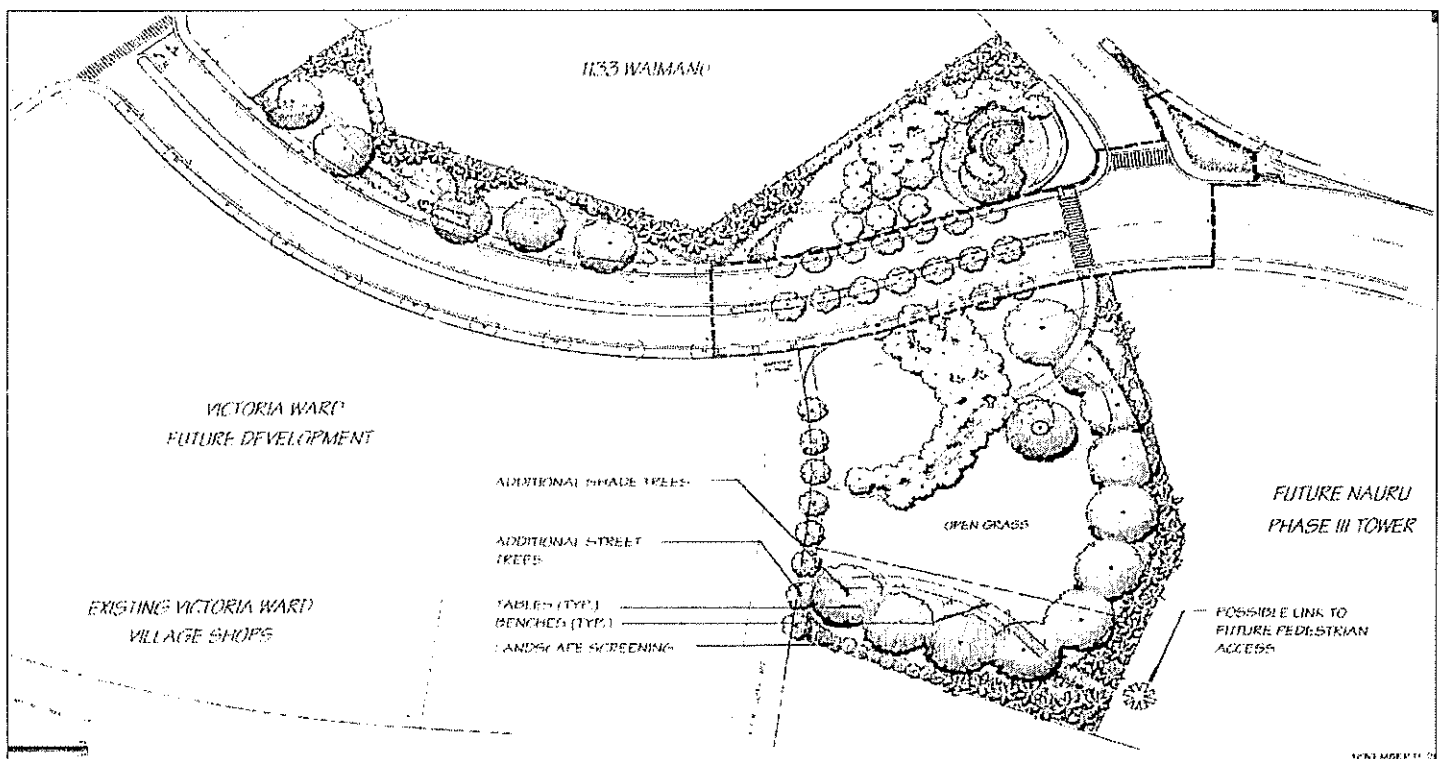 1133 WAIMANU
VICTORIA WARD
FUTURE DEVELOPMENT
ADDITIONAL SHADE TREES
OPEN GRASS
FUTURE NAURU
PHASE III TOWER
ADDITIONAL STREET
TREES
EXISTING VICTORIA WARD
VILLAGE SHOPS
TABLES (TYP.)
BENCHES (TYP.)
LANDSCAPE SCREENING
POSSIBLE LINK TO
FUTURE PEDESTRIAN
ACCESS